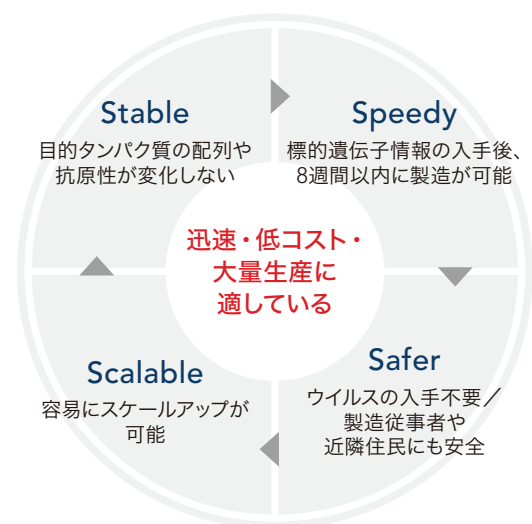 Stable
目的タンパク質の配列や
抗原性が変化しない
Speedy
標的遺伝子情報の入手後、
8週間以内に製造が可能
迅速・低コスト・
大量生産に
適している
Scalable
容易にスケールアップが
可能
Safer
ウイルスの入手不要／
製造従事者や
近隣住民にも安全